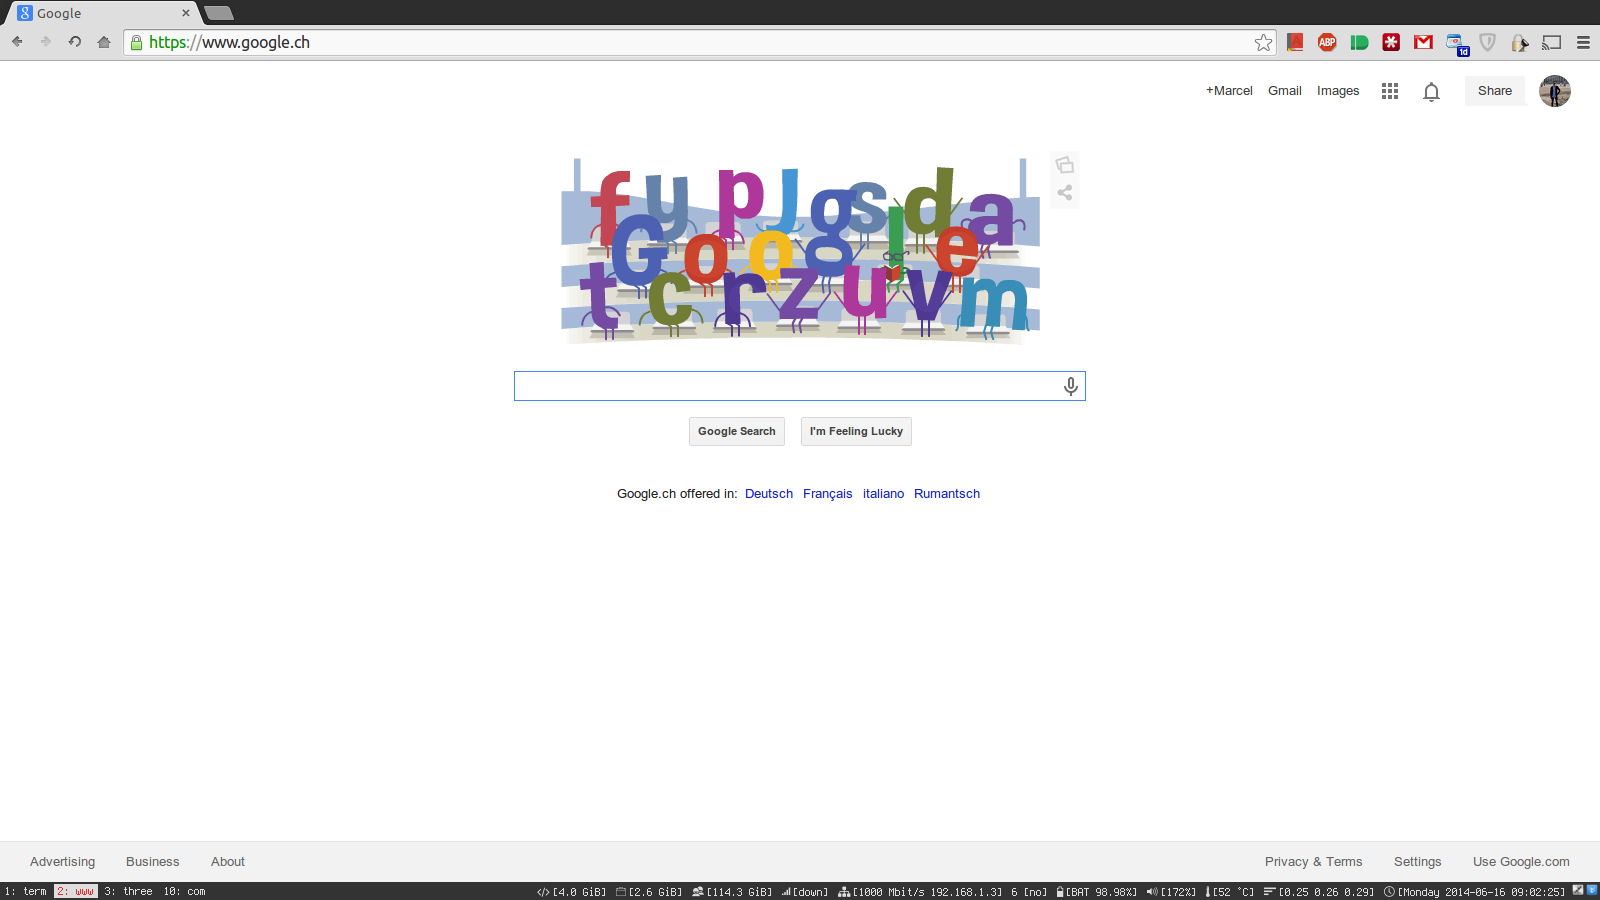 Google
https://www.google.ch
ABP
1d
+Marcel Gmail Images Share
f y p J g s d a
G o o g l e
t c r z u v m
Google Search I'm Feeling Lucky
Google.ch offered in: Deutsch Français italiano Rumantsch
Advertising Business About Privacy & Terms Settings Use Google.com
1: term 2: www 3: three 10: com </> [4.0 GiB] [2.6 GiB] [114.3 GiB] [down] [1000 Mbit/s 192.168.1.3] 6 [no] [BAT 98.98%] [172%] [52 °C] [0.25 0.26 0.29] [Monday 2014-06-16 09:02:25]